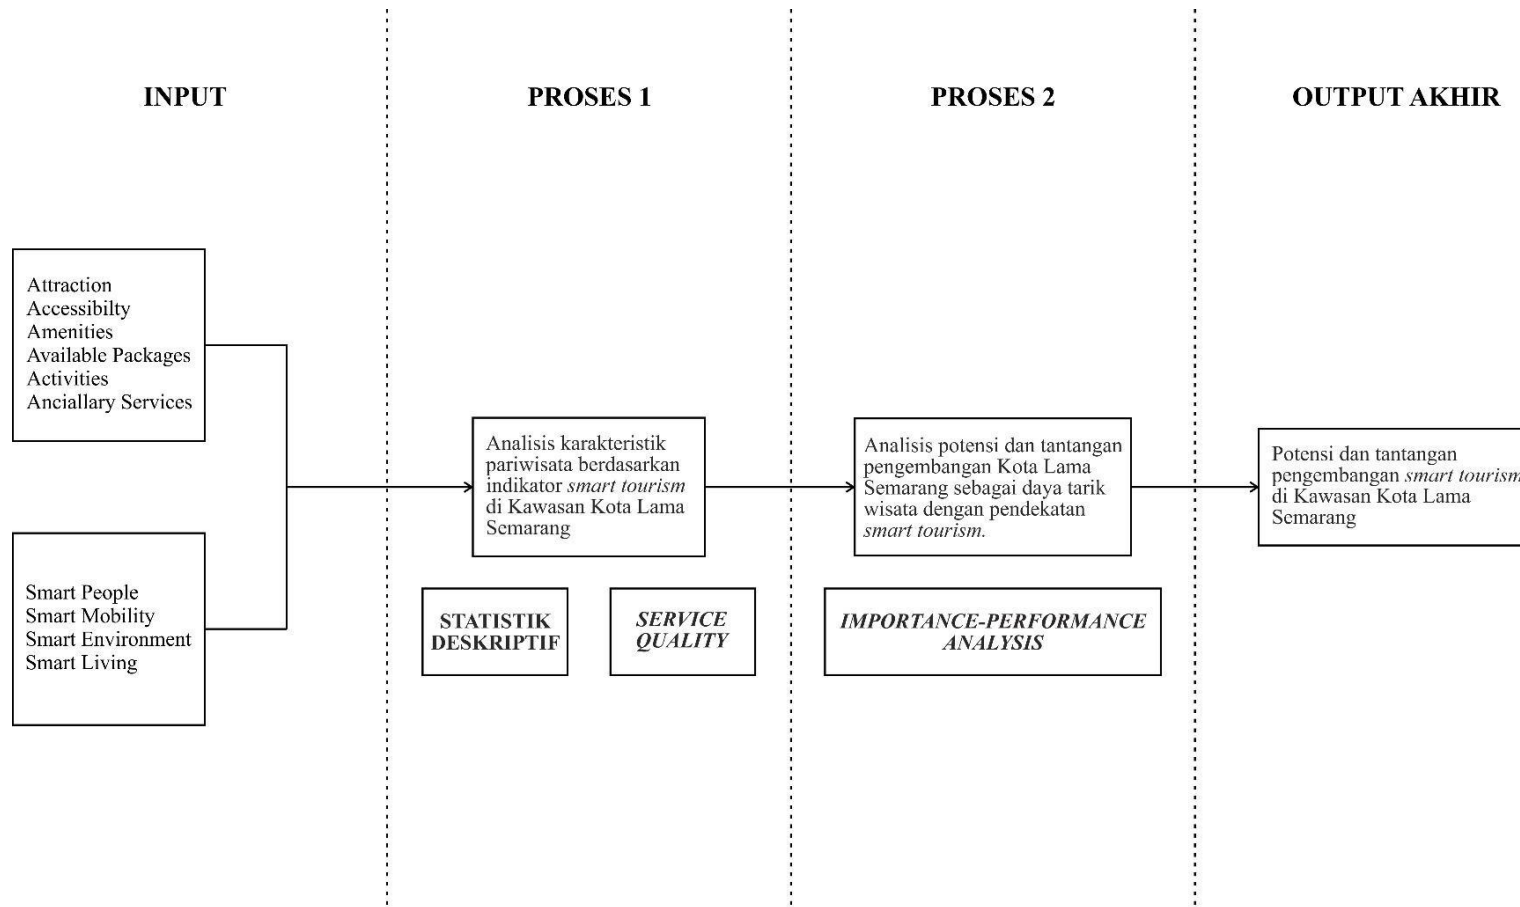 INPUT
PROSES 1
PROSES 2
OUTPUT AKHIR
Attraction
Accessibilty
Amenities
Available Packages
Activities
Anciallary Services
Smart People
Smart Mobility
Smart Environment
Smart Living
Analisis karakteristik
pariwisata berdasarkan
indikator smart tourism
di Kawasan Kota Lama
Semarang
STATISTIK
DESKRIPTIF
SERVICE
QUALITY
Analisis potensi dan tantangan
pengembangan Kota Lama
Semarang sebagai daya tarik
wisata dengan pendekatan
smart tourism.
IMPORTANCE-PERFORMANCE
ANALYSIS
Potensi dan tantangan
pengembangan smart tourism
di Kawasan Kota Lama
Semarang